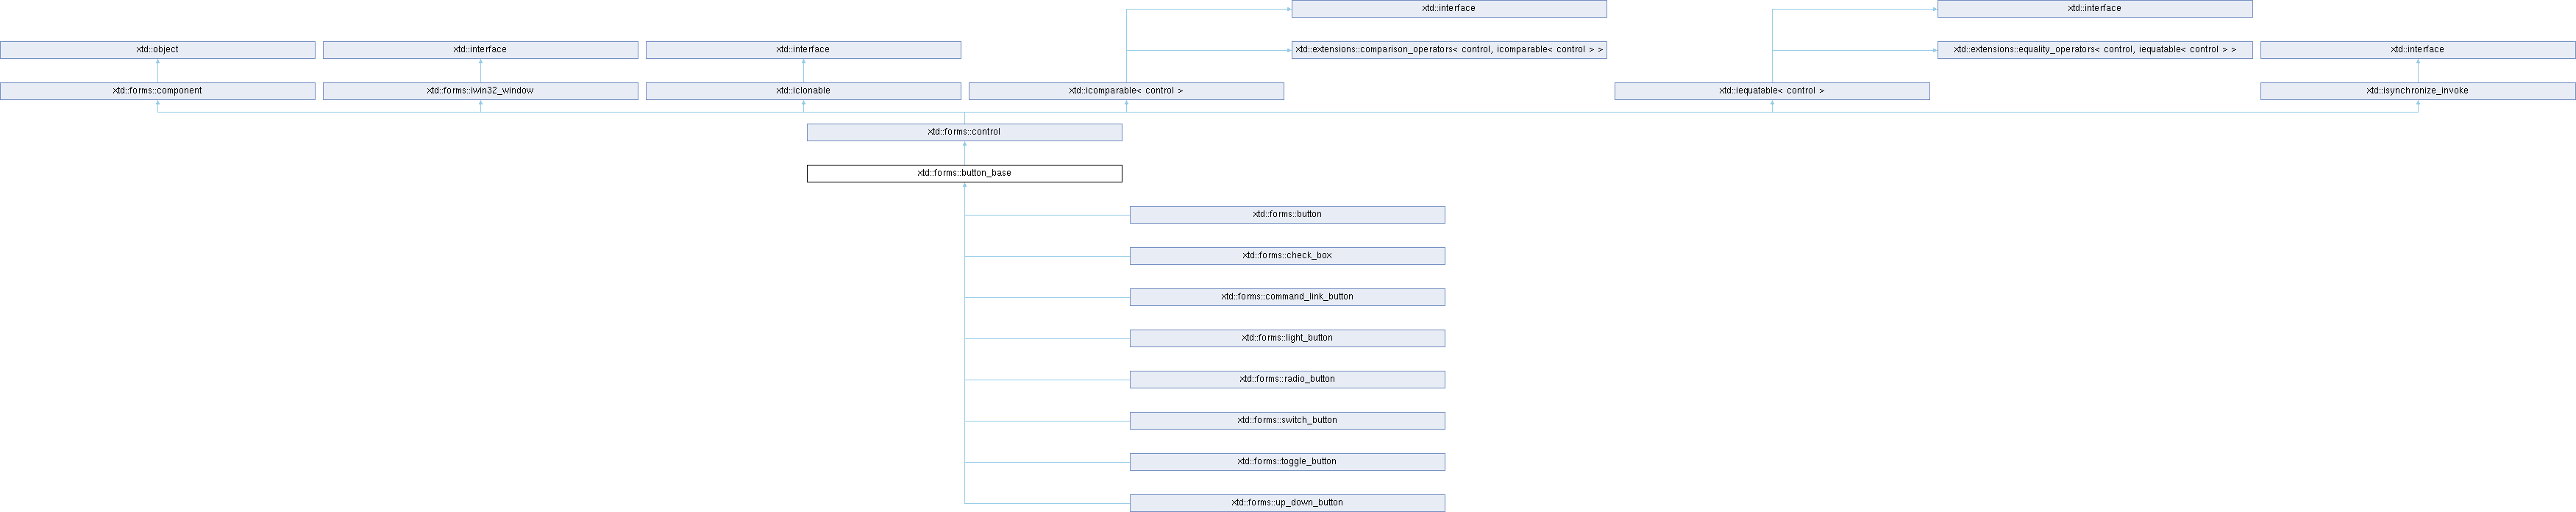 xtd::interface
xtd::interface
xtd::object
xtd::interface
xtd::interface
xtd::extensions::comparison_operators< control, icomparable< control > >
xtd::extensions::equality_operators< control, iequatable< control > >
xtd::interface
xtd::forms::component
xtd::forms::iwin32_window
xtd::iclonable
xtd::icomparable< control >
xtd::iequatable< control >
xtd::isynchronize_invoke
xtd::forms::control
xtd::forms::button_base
xtd::forms::button
xtd::forms::check_box
xtd::forms::command_link_button
xtd::forms::light_button
xtd::forms::radio_button
xtd::forms::switch_button
xtd::forms::toggle_button
xtd::forms::up_down_button